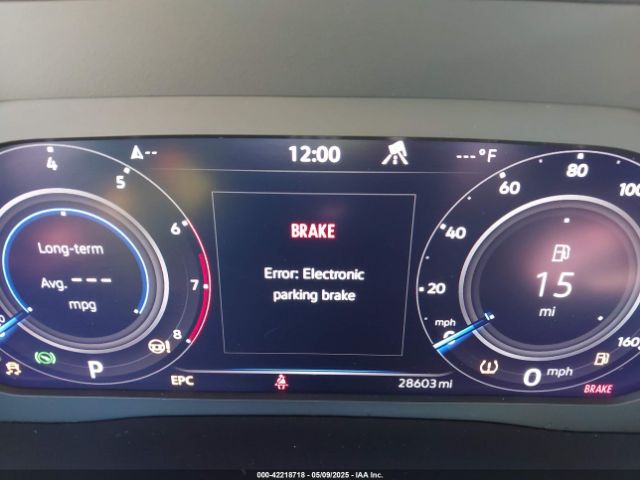 12:00
--- °F
4
5
6
7
8
Long-term
Avg. ---
mpg
BRAKE
Error: Electronic
parking brake
20
40
60
80
100
160
mph
0
15
mi
P
EPC
28603 mi
0 mph
BRAKE
000-42218718 - 05/09/2025 - IAA Inc.